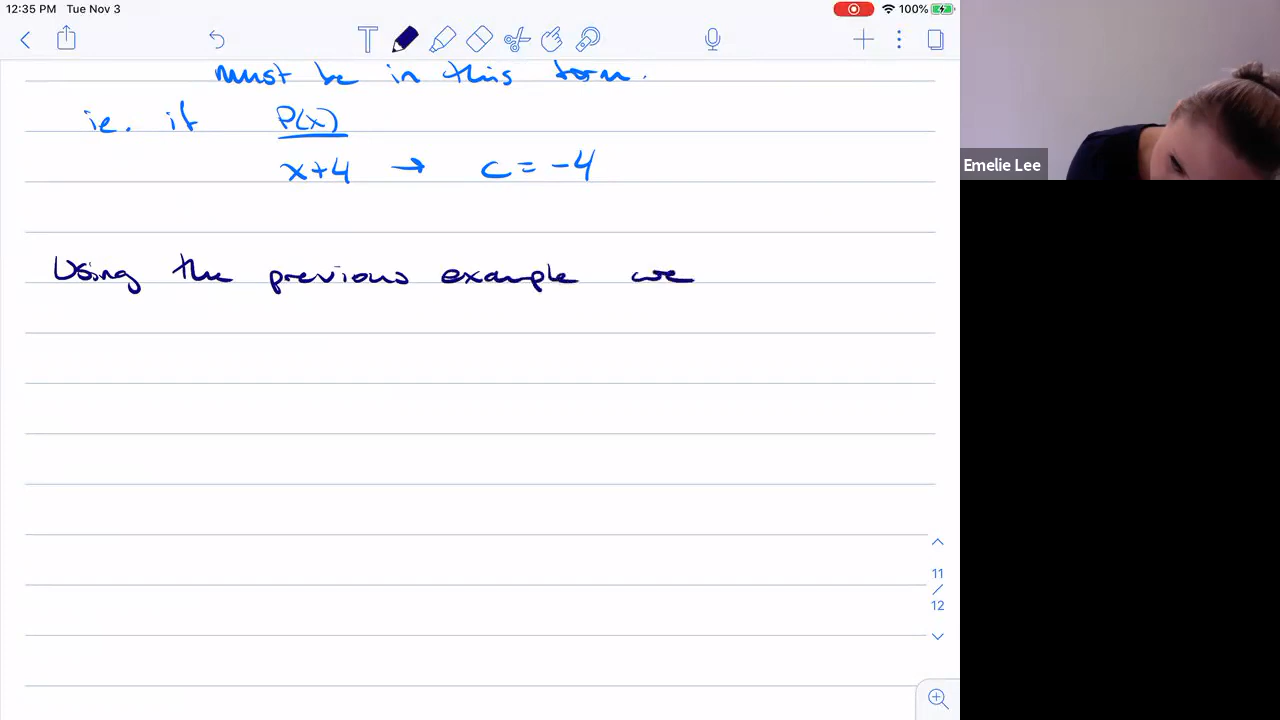 12:35 PM Tue Nov 3
100%
must be in this form.
ie. if P(x)
x+4 → c = -4
Using the previous example we
11
/
12
Emelie Lee